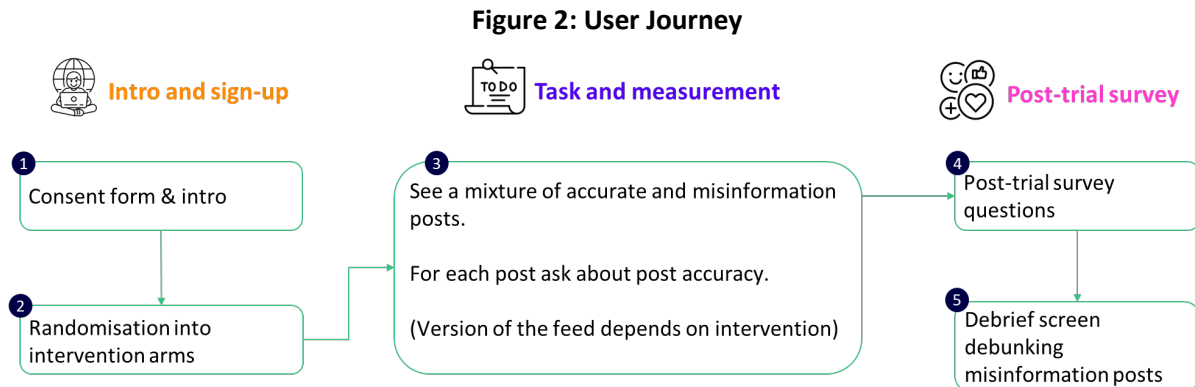 Figure 2: User Journey
Intro and sign-up
TO DO
Task and measurement
Post-trial survey
1
Consent form & intro
2
Randomisation into
intervention arms
3
See a mixture of accurate and misinformation
posts.
For each post ask about post accuracy.
(Version of the feed depends on intervention)
4
Post-trial survey
questions
5
Debrief screen
debunking
misinformation posts